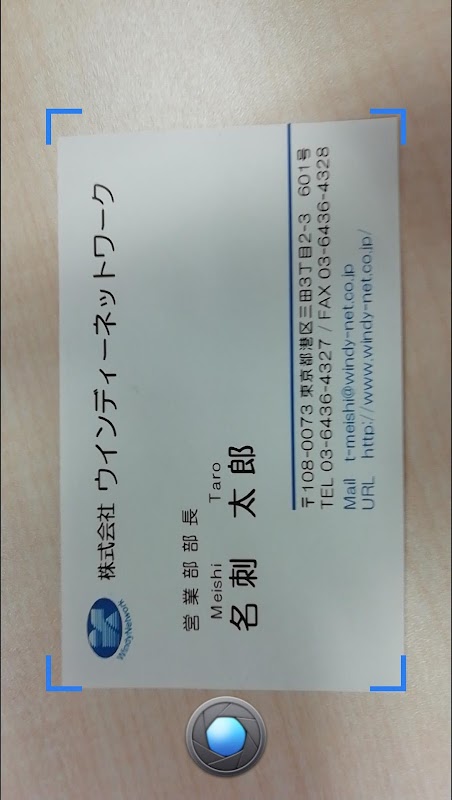 株式会社 ウインディーネットワーク
WindyNetwork
営業部部長
Meishi Taro
名刺 太郎
〒108-0073 東京都港区三田3丁目2-3 601号
TEL 03-6436-4327 / FAX 03-6436-4328
Mail t-meishi@windy-net.co.jp
URL http://www.windy-net.co.jp/